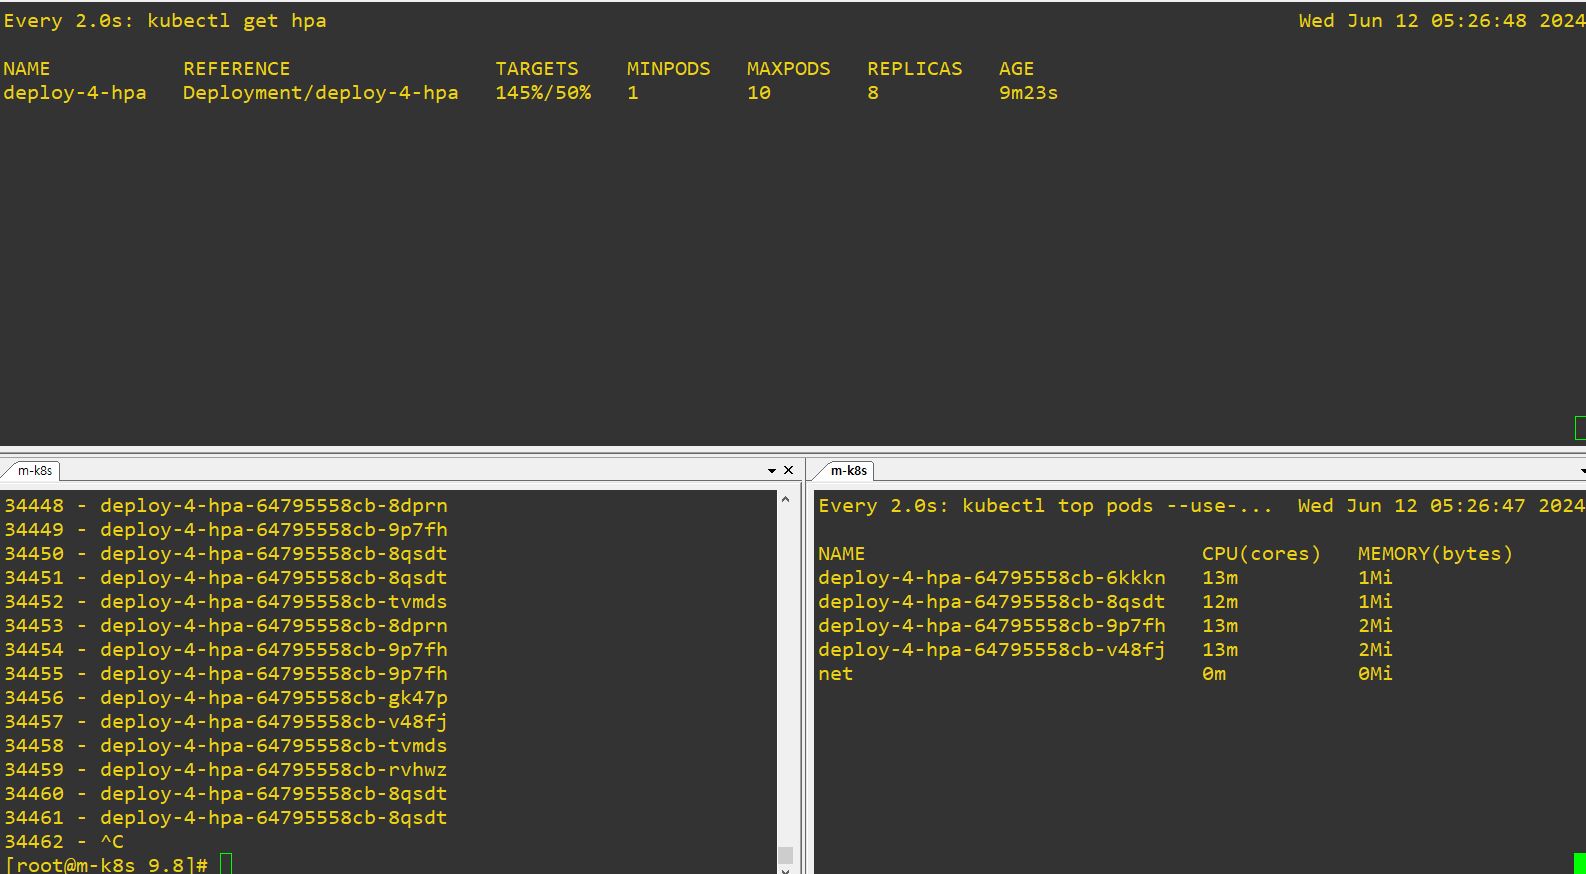 Every 2.0s: kubectl get hpa Wed Jun 12 05:26:48 2024
NAME REFERENCE TARGETS MINPODS MAXPODS REPLICAS AGE
deploy-4-hpa Deployment/deploy-4-hpa 145%/50% 1 10 8 9m23s
m-k8s
34448 - deploy-4-hpa-64795558cb-8dprn
34449 - deploy-4-hpa-64795558cb-9p7fh
34450 - deploy-4-hpa-64795558cb-8qsdt
34451 - deploy-4-hpa-64795558cb-8qsdt
34452 - deploy-4-hpa-64795558cb-tvmds
34453 - deploy-4-hpa-64795558cb-8dprn
34454 - deploy-4-hpa-64795558cb-9p7fh
34455 - deploy-4-hpa-64795558cb-9p7fh
34456 - deploy-4-hpa-64795558cb-gk47p
34457 - deploy-4-hpa-64795558cb-v48fj
34458 - deploy-4-hpa-64795558cb-tvmds
34459 - deploy-4-hpa-64795558cb-rvhwz
34460 - deploy-4-hpa-64795558cb-8qsdt
34461 - deploy-4-hpa-64795558cb-8qsdt
34462 - ^C
[root@m-k8s 9.8]#
m-k8s
Every 2.0s: kubectl top pods --use-... Wed Jun 12 05:26:47 2024
NAME CPU(cores) MEMORY(bytes)
deploy-4-hpa-64795558cb-6kkkn 13m 1Mi
deploy-4-hpa-64795558cb-8qsdt 12m 1Mi
deploy-4-hpa-64795558cb-9p7fh 13m 2Mi
deploy-4-hpa-64795558cb-v48fj 13m 2Mi
net 0m 0Mi